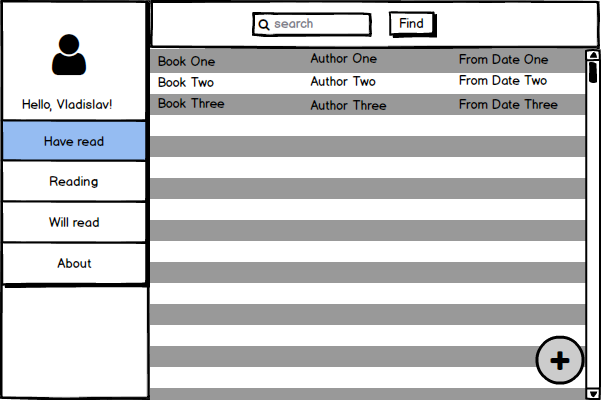 search
Find
Hello, Vladislav!
Have read
Reading
Will read
About
Book One Author One From Date One
Book Two Author Two From Date Two
Book Three Author Three From Date Three